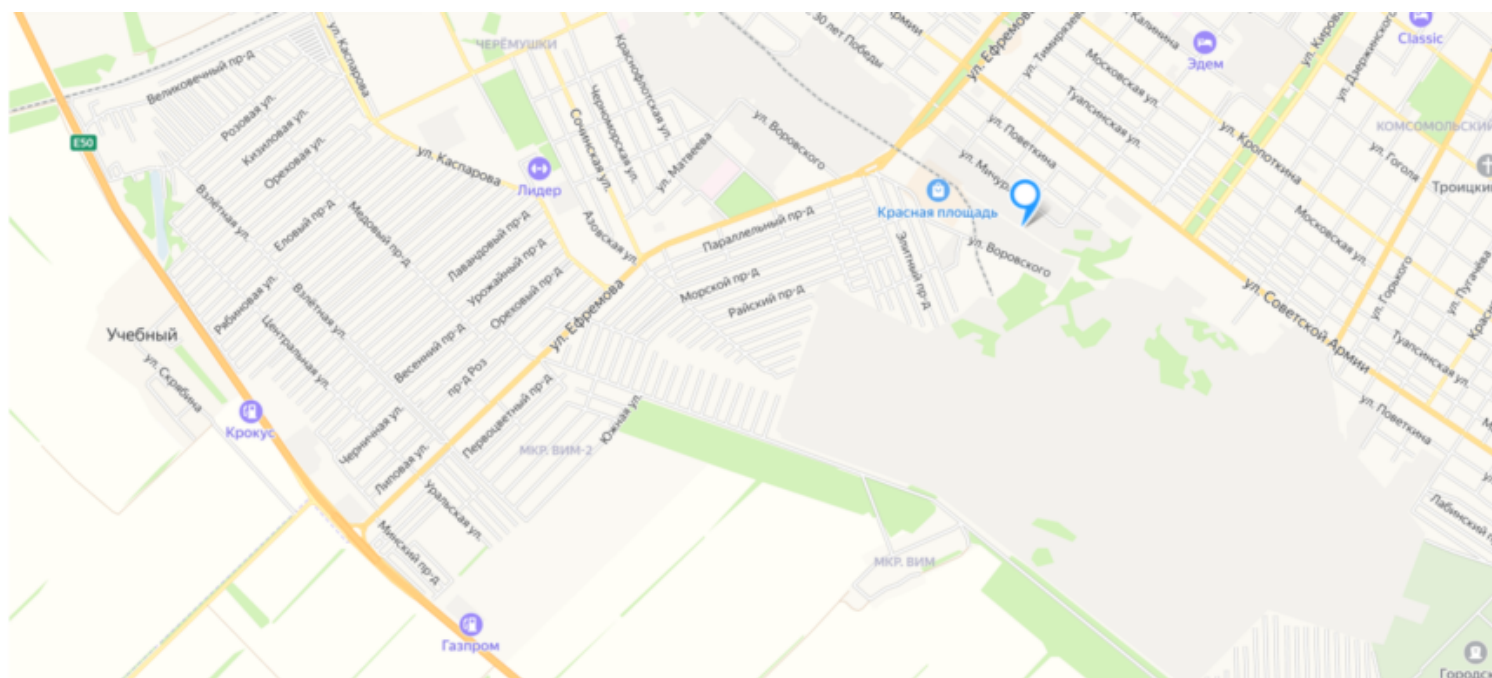 ул. Каспарова
ЧЕРЁМУШКИ
Краснофлотская ул.
30 лет Победы
Армии
ул. Ефремова
ул. Тимирязева
Калинина
Эдем
ул. Кирова
ул. Дзержинского
Classic
Великовечный пр-д
Розовая ул.
Кизиловая ул.
Ореховая ул.
E50
ул. Каспарова
Лидер
Сочинская ул.
Черноморская ул.
ул. Матвеева
ул. Воровского
Московская ул.
Туапсинская ул.
ул. Поветкина
ул. Мичур
ул. Кропоткина
КОМСОМОЛЬСКИЙ
ул. Гоголя
Троицкий
Красная площадь
Взлётная ул.
Еловый пр-д
Медовый пр-д
Лавандовый пр-д
Азовская ул.
Параллельный пр-д
Элитный пр-д
ул. Воровского
Московская ул.
Урожайный пр-д
Ореховый пр-д
Морской пр-д
Райский пр-д
ул. Горького
ул. Пугачёва
Рябиновая ул.
Взлётная ул.
Центральная ул.
ул. Ефремова
ул. Советской Армии
Туапсинская ул.
Учебный
ул. Скрябина
Весенний пр-д
пр-д Роз
Первоцветный пр-д
Южная ул.
ул. Поветкина
Крокус
Черничная ул.
Липовая ул.
МКР. ВИМ-2
Уральская ул.
Минский пр-д
МКР. ВИМ
Лабинский
Газпром